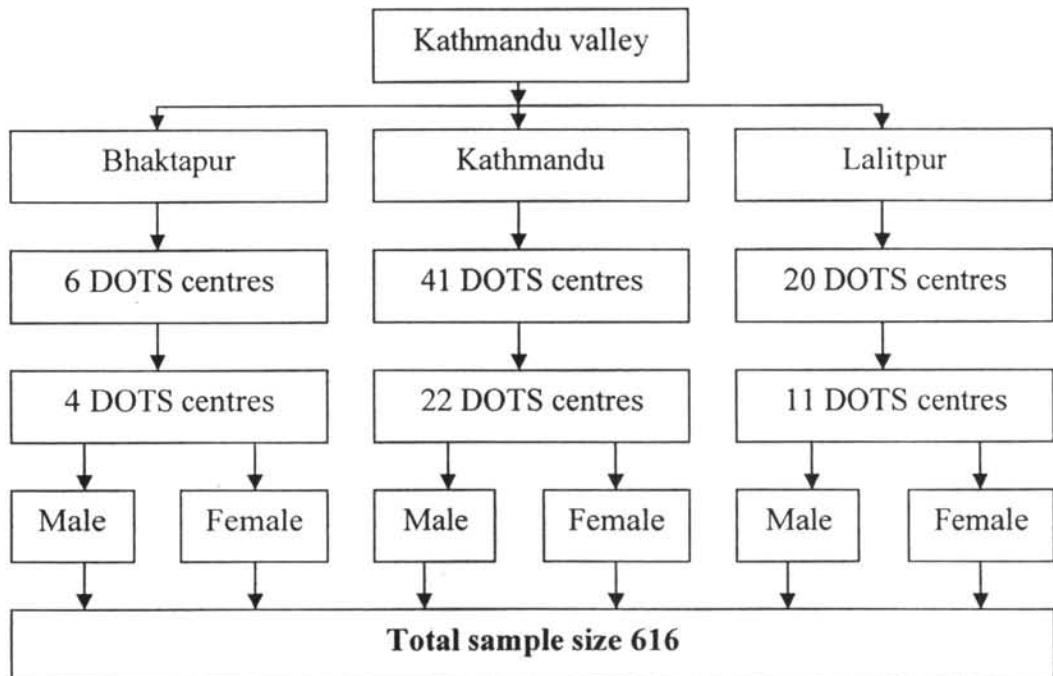 Kathmandu valley
Bhaktapur
Kathmandu
Lalitpur
6 DOTS centres
41 DOTS centres
20 DOTS centres
4 DOTS centres
22 DOTS centres
11 DOTS centres
Male
Female
Male
Female
Male
Female
Total sample size 616